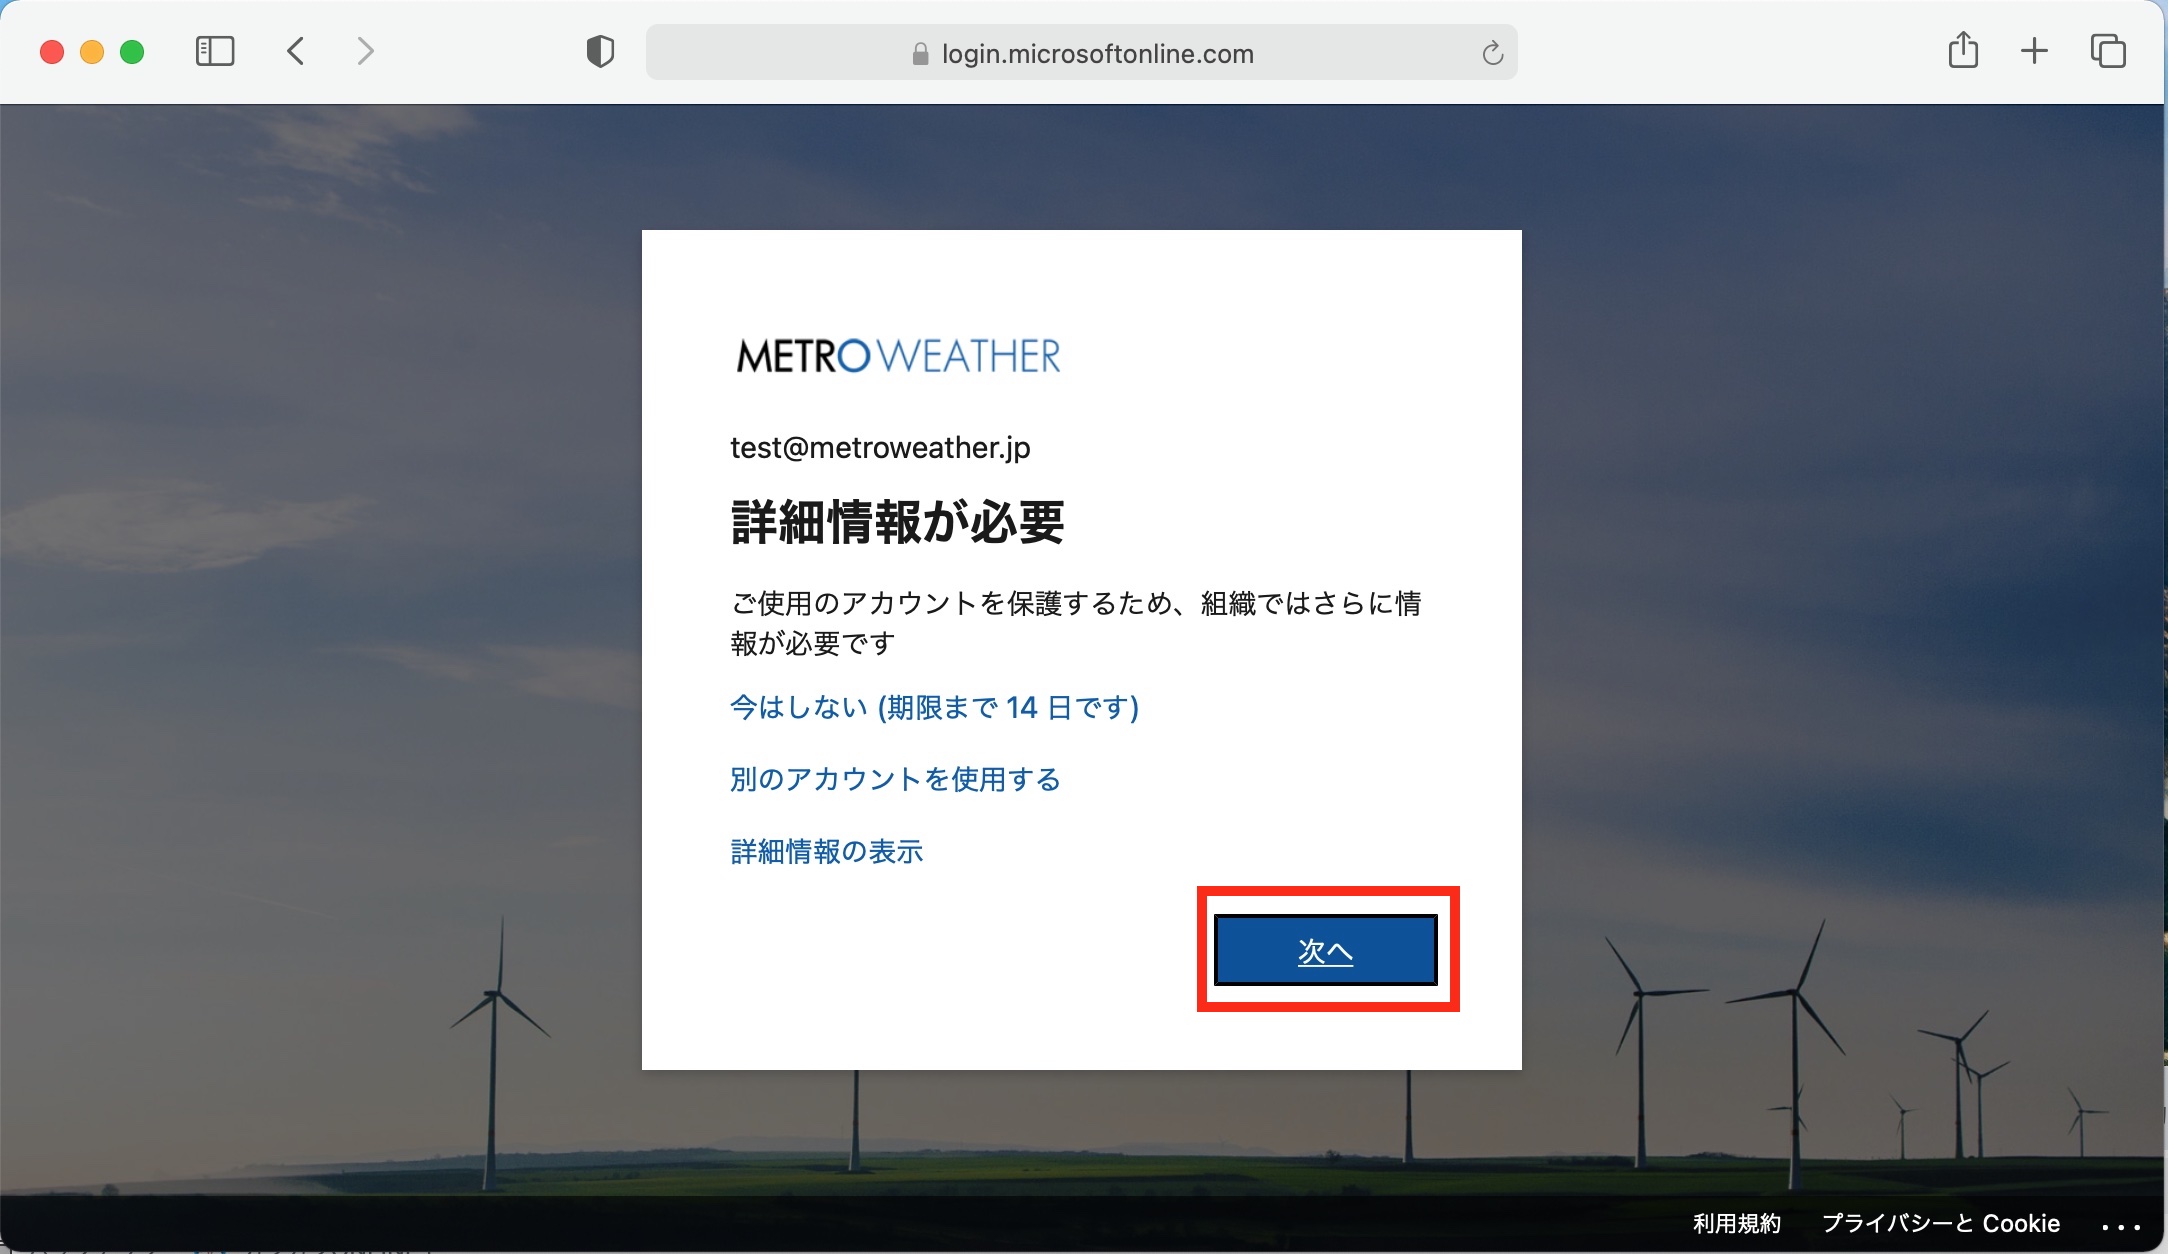 login.microsoftonline.com
METROWEATHER
test@metroweather.jp
詳細情報が必要
ご使用のアカウントを保護するため、組織ではさらに情
報が必要です
今はしない (期限まで 14 日です)
別のアカウントを使用する
詳細情報の表示
次へ
利用規約 プライバシーと Cookie ...